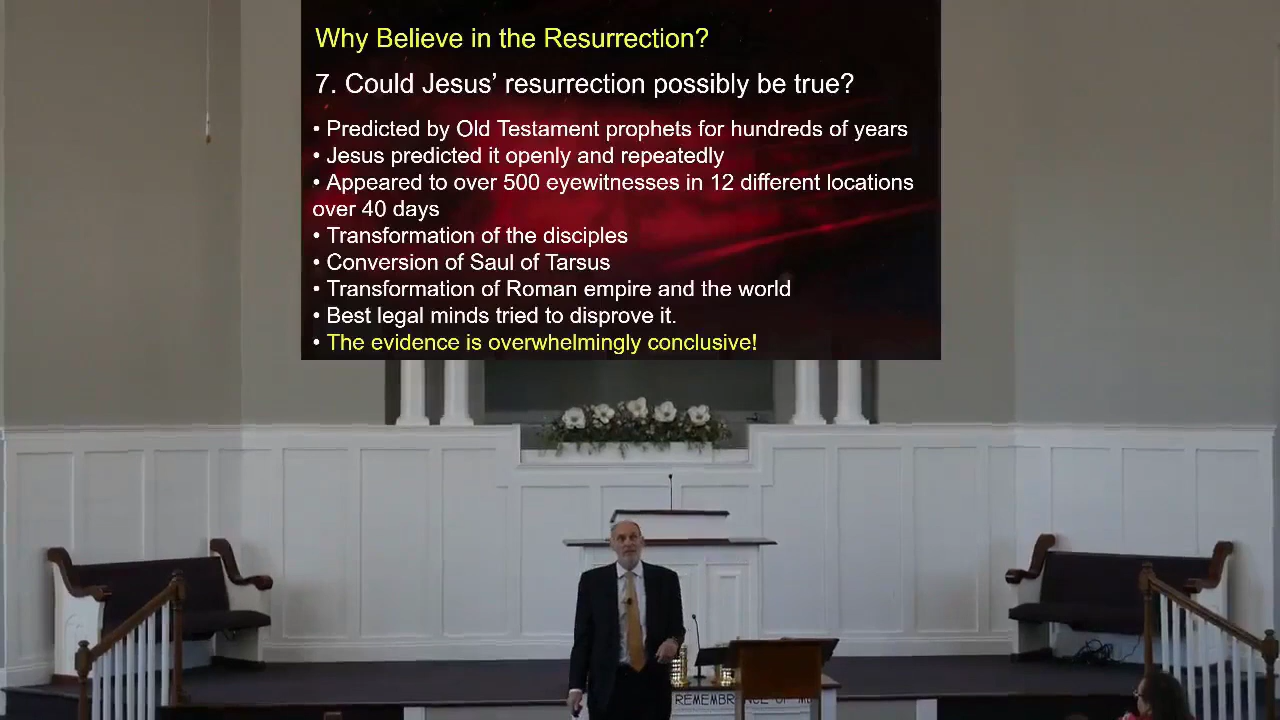 Why Believe in the Resurrection?
7. Could Jesus’ resurrection possibly be true?
• Predicted by Old Testament prophets for hundreds of years
• Jesus predicted it openly and repeatedly
• Appeared to over 500 eyewitnesses in 12 different locations
over 40 days
• Transformation of the disciples
• Conversion of Saul of Tarsus
• Transformation of Roman empire and the world
• Best legal minds tried to disprove it.
• The evidence is overwhelmingly conclusive!
REMEMBRANCE OF